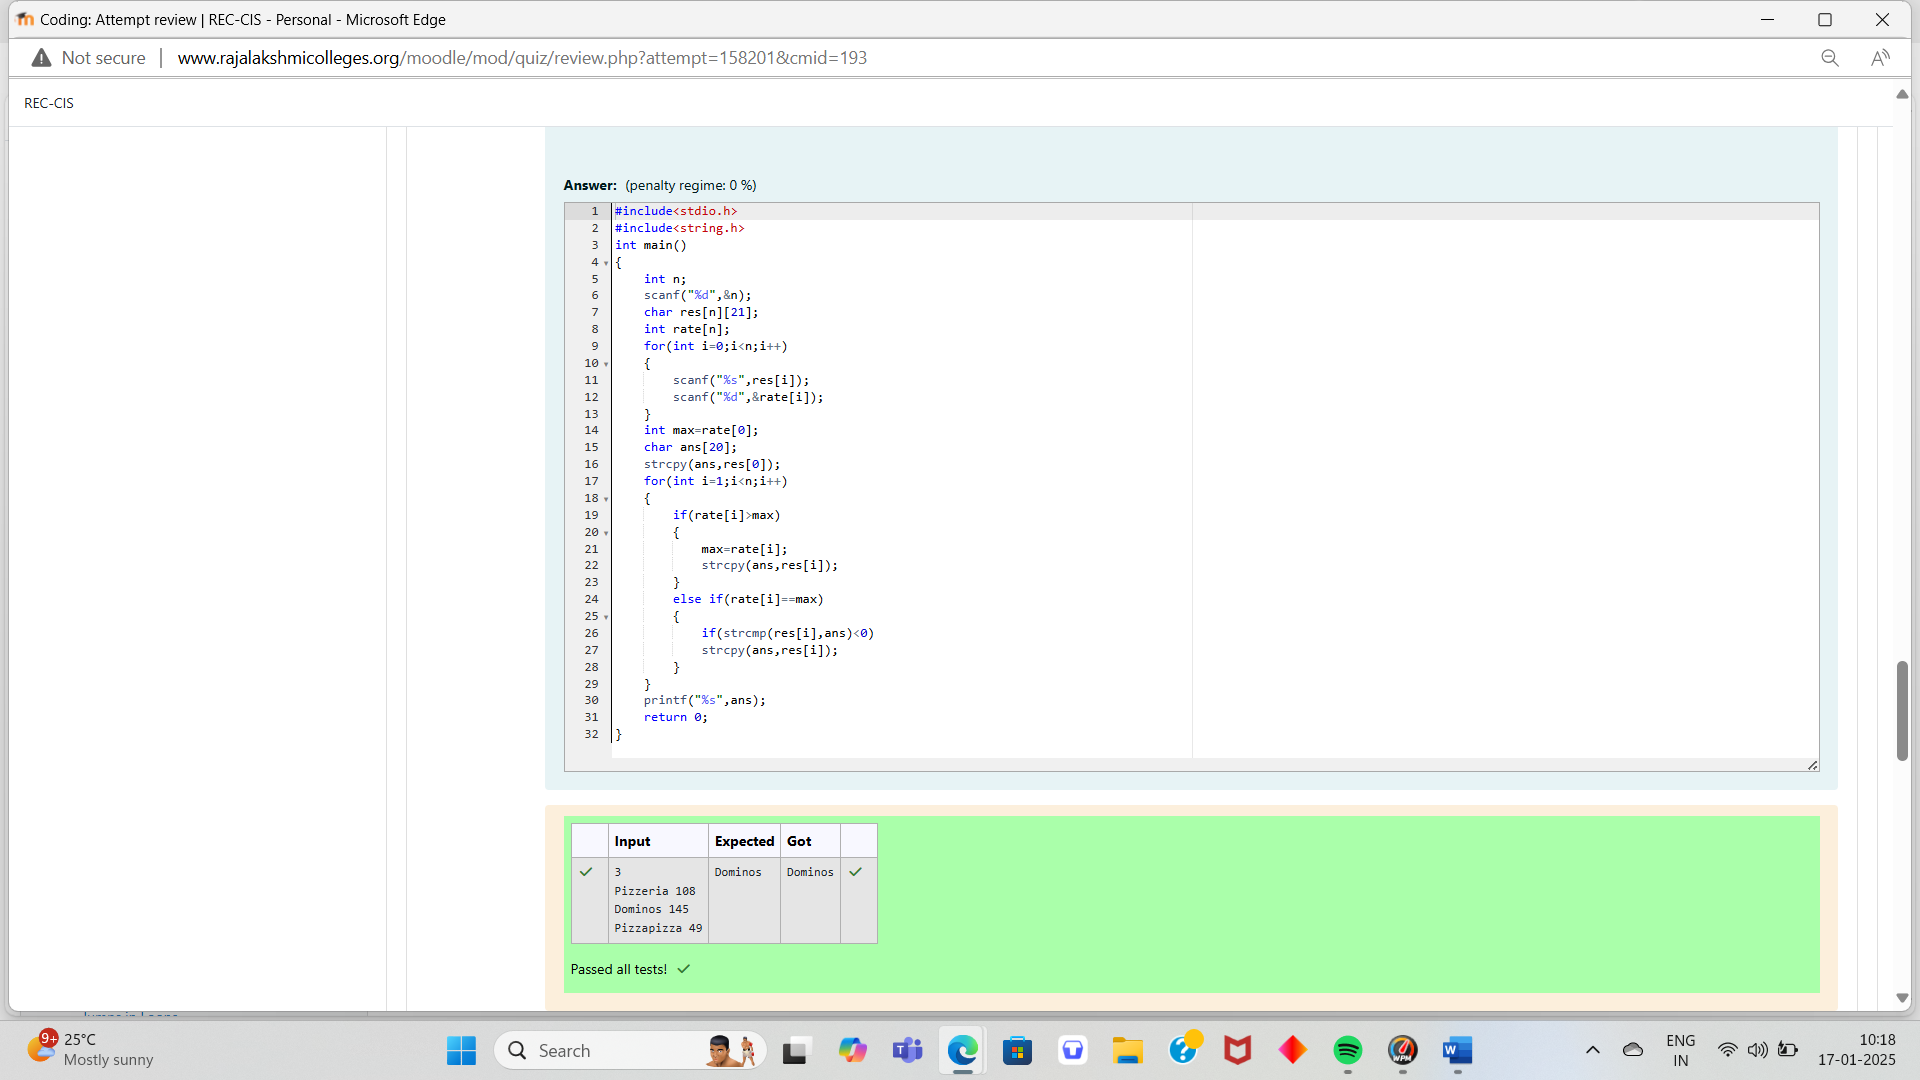 Coding: Attempt review | REC-CIS - Personal - Microsoft Edge
Not secure | www.rajalakshmicolleges.org/moodle/mod/quiz/review.php?attempt=158201&cmid=193
REC-CIS
Answer: (penalty regime: 0 %)
1 #include<stdio.h>
2 #include<string.h>
3 int main()
4 {
5 int n;
6 scanf("%d",&n);
7 char res[n][21];
8 int rate[n];
9 for(int i=0;i<n;i++)
10 {
11 scanf("%s",res[i]);
12 scanf("%d",&rate[i]);
13 }
14 int max=rate[0];
15 char ans[20];
16 strcpy(ans,res[0]);
17 for(int i=1;i<n;i++)
18 {
19 if(rate[i]>max)
20 {
21 max=rate[i];
22 strcpy(ans,res[i]);
23 }
24 else if(rate[i]==max)
25 {
26 if(strcmp(res[i],ans)<0)
27 strcpy(ans,res[i]);
28 }
29 }
30 printf("%s",ans);
31 return 0;
32 }
Input Expected Got
3 Dominos Dominos
Pizzeria 108
Dominos 145
Pizzapizza 49
Passed all tests!
9+ 25°C
Mostly sunny
Search
WPM
ENG
IN
10:18
17-01-2025